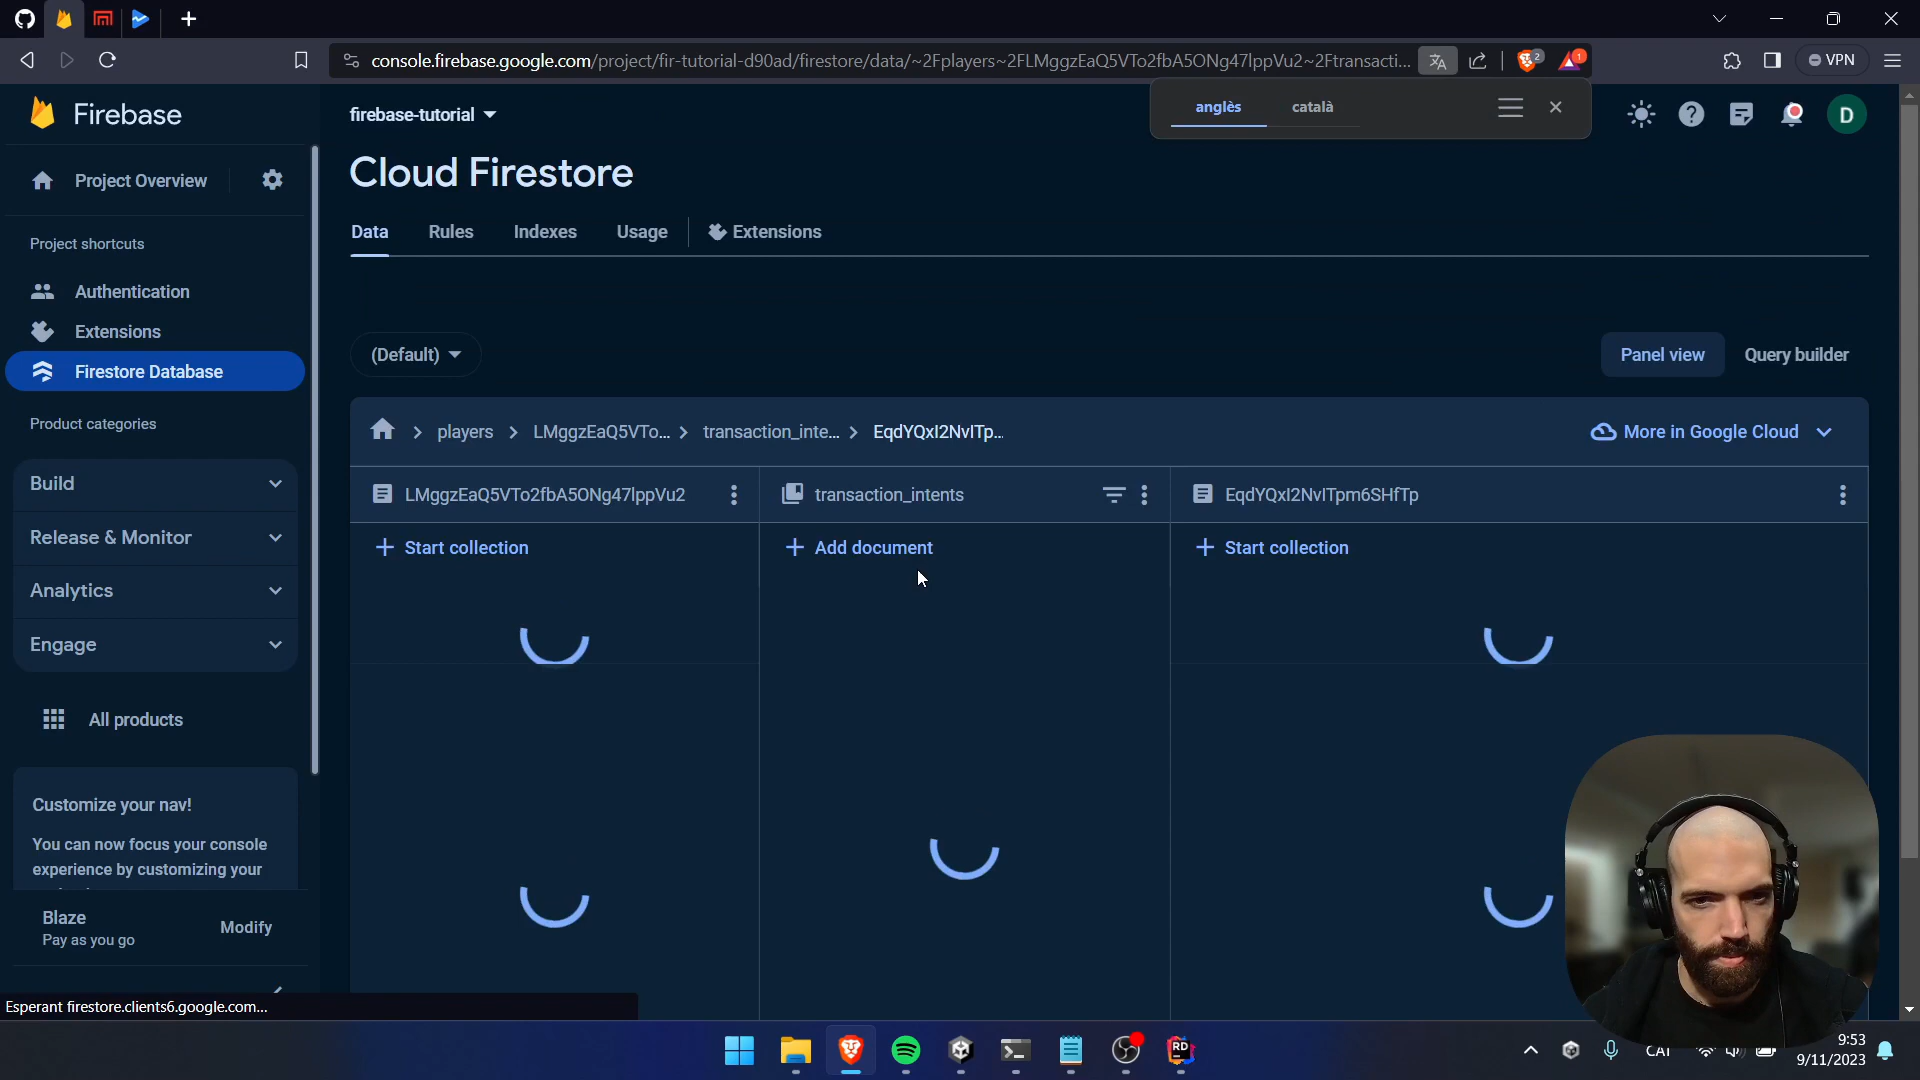 console.firebase.google.com/project/fir-tutorial-d90ad/firestore/data/~2Fplayers~2FLMggzEaQ5VTo2fbA5ONg47lppVu2~2Ftransacti...
2
1
VPN
Firebase
firebase-tutorial
anglès
català
D
Project Overview
Cloud Firestore
Data
Rules
Indexes
Usage
Extensions
Project shortcuts
Authentication
Extensions
Firestore Database
Product categories
Build
Release & Monitor
Analytics
Engage
All products
Customize your nav!
You can now focus your console
experience by customizing your
Blaze
Pay as you go
Modify
(Default)
Panel view
Query builder
players
LMggzEaQ5VTo...
transaction_inte...
EqdYQxI2NvITp...
More in Google Cloud
LMggzEaQ5VTo2fbA5ONg47lppVu2
transaction_intents
EqdYQxI2NvITpm6SHfTp
Start collection
Add document
Start collection
Esperant firestore.clients6.google.com...
RD
CAT
9:53
9/11/2023